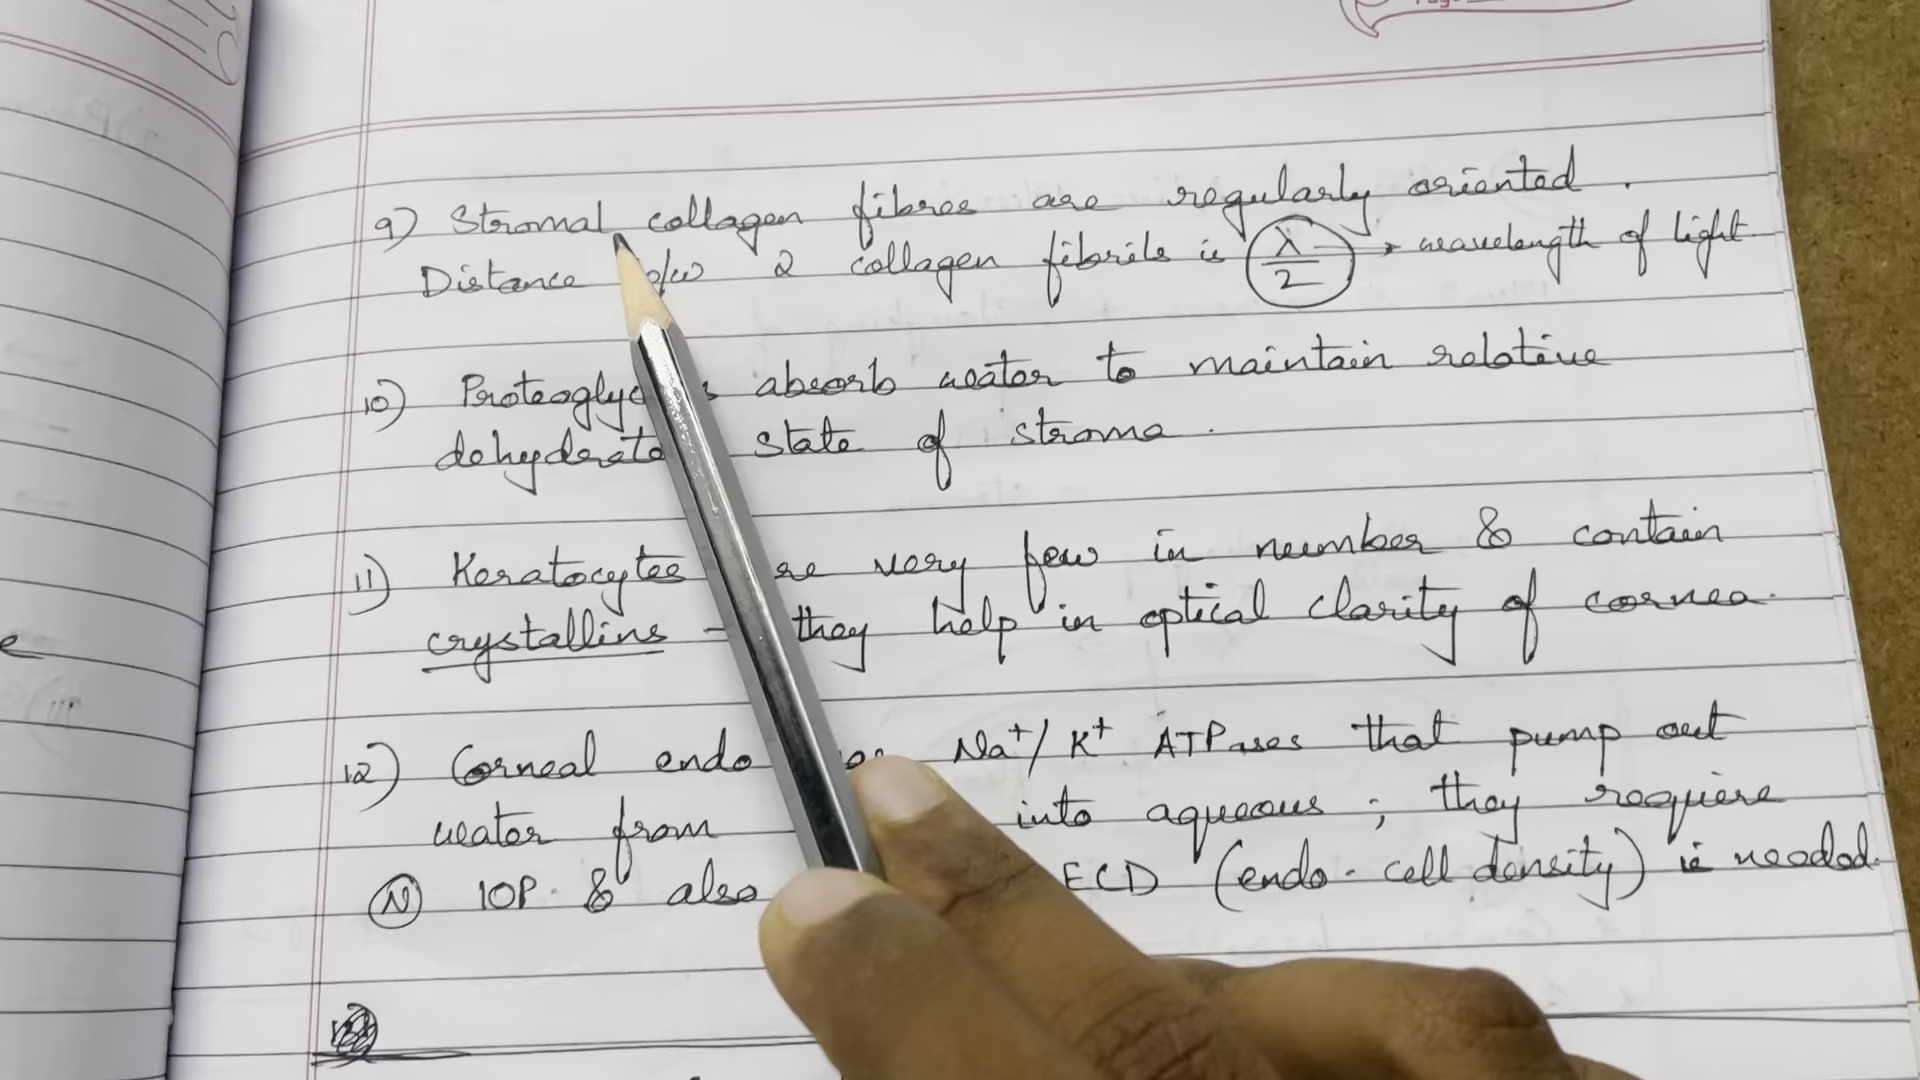 9) Stromal collagen fibres are regularly oriented.
Distance b/w 2 collagen fibrils is λ/2 → wavelength of light
10) absorb water to maintain relative
state of stroma.
11) Keratocytes very few in number & contain
crystallins – they help in optical clarity of cornea.
12) Corneal endo Na+/K+ ATPases that pump out
water from into aqueous ; they require
(N) IOP. & also ECD (endo. cell density) is needed.